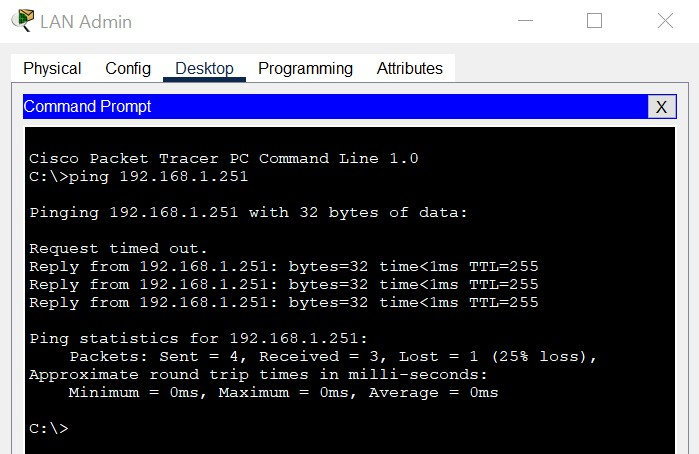 LAN Admin
Physical Config Desktop Programming Attributes
Command Prompt X
Cisco Packet Tracer PC Command Line 1.0
C:\>ping 192.168.1.251
Pinging 192.168.1.251 with 32 bytes of data:
Request timed out.
Reply from 192.168.1.251: bytes=32 time<1ms TTL=255
Reply from 192.168.1.251: bytes=32 time<1ms TTL=255
Reply from 192.168.1.251: bytes=32 time<1ms TTL=255
Ping statistics for 192.168.1.251:
Packets: Sent = 4, Received = 3, Lost = 1 (25% loss),
Approximate round trip times in milli-seconds:
Minimum = 0ms, Maximum = 0ms, Average = 0ms
C:\>